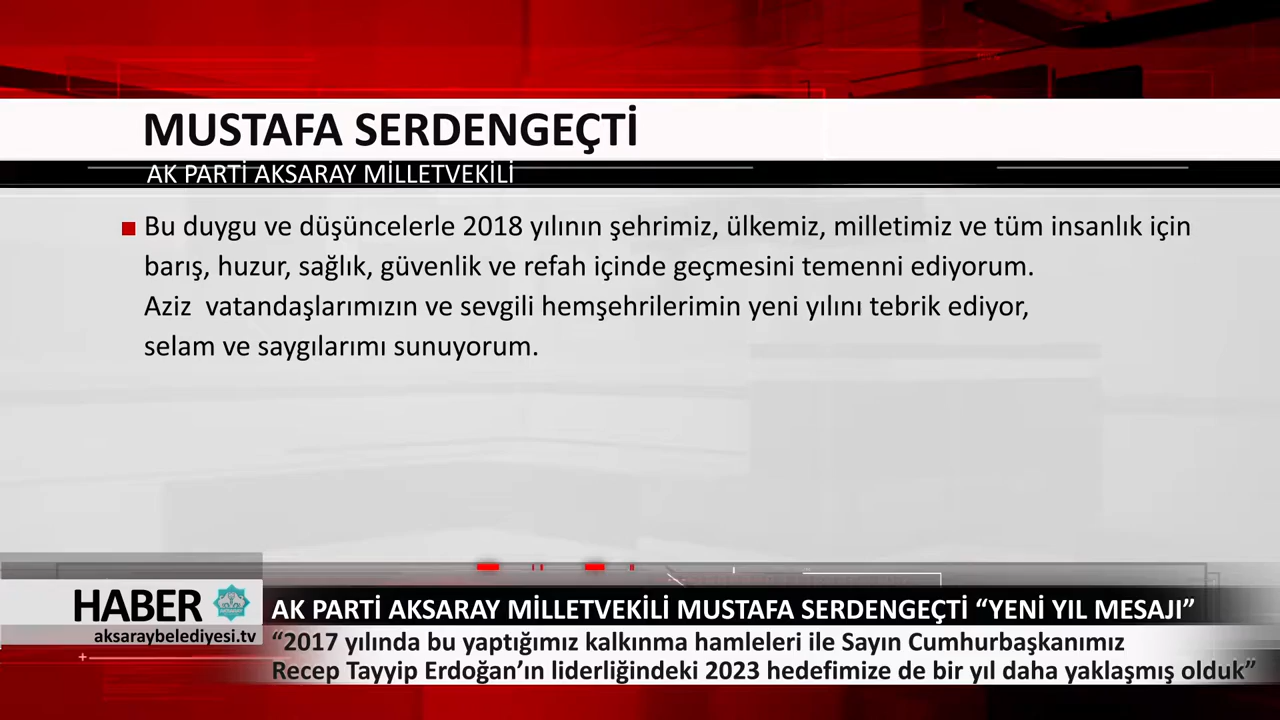 MUSTAFA SERDENGEÇTİ
AK PARTİ AKSARAY MİLLETVEKİLİ
Bu duygu ve düşüncelerle 2018 yılının şehrimiz, ülkemiz, milletimiz ve tüm insanlık için
barış, huzur, sağlık, güvenlik ve refah içinde geçmesini temenni ediyorum.
Aziz  vatandaşlarımızın ve sevgili hemşehrilerimin yeni yılını tebrik ediyor,
selam ve saygılarımı sunuyorum.
HABER
aksaraybelediyesi.tv
AK PARTİ AKSARAY MİLLETVEKİLİ MUSTAFA SERDENGEÇTİ “YENİ YIL MESAJI”
“2017 yılında bu yaptığımız kalkınma hamleleri ile Sayın Cumhurbaşkanımız
Recep Tayyip Erdoğan’ın liderliğindeki 2023 hedefimize de bir yıl daha yaklaşmış olduk”